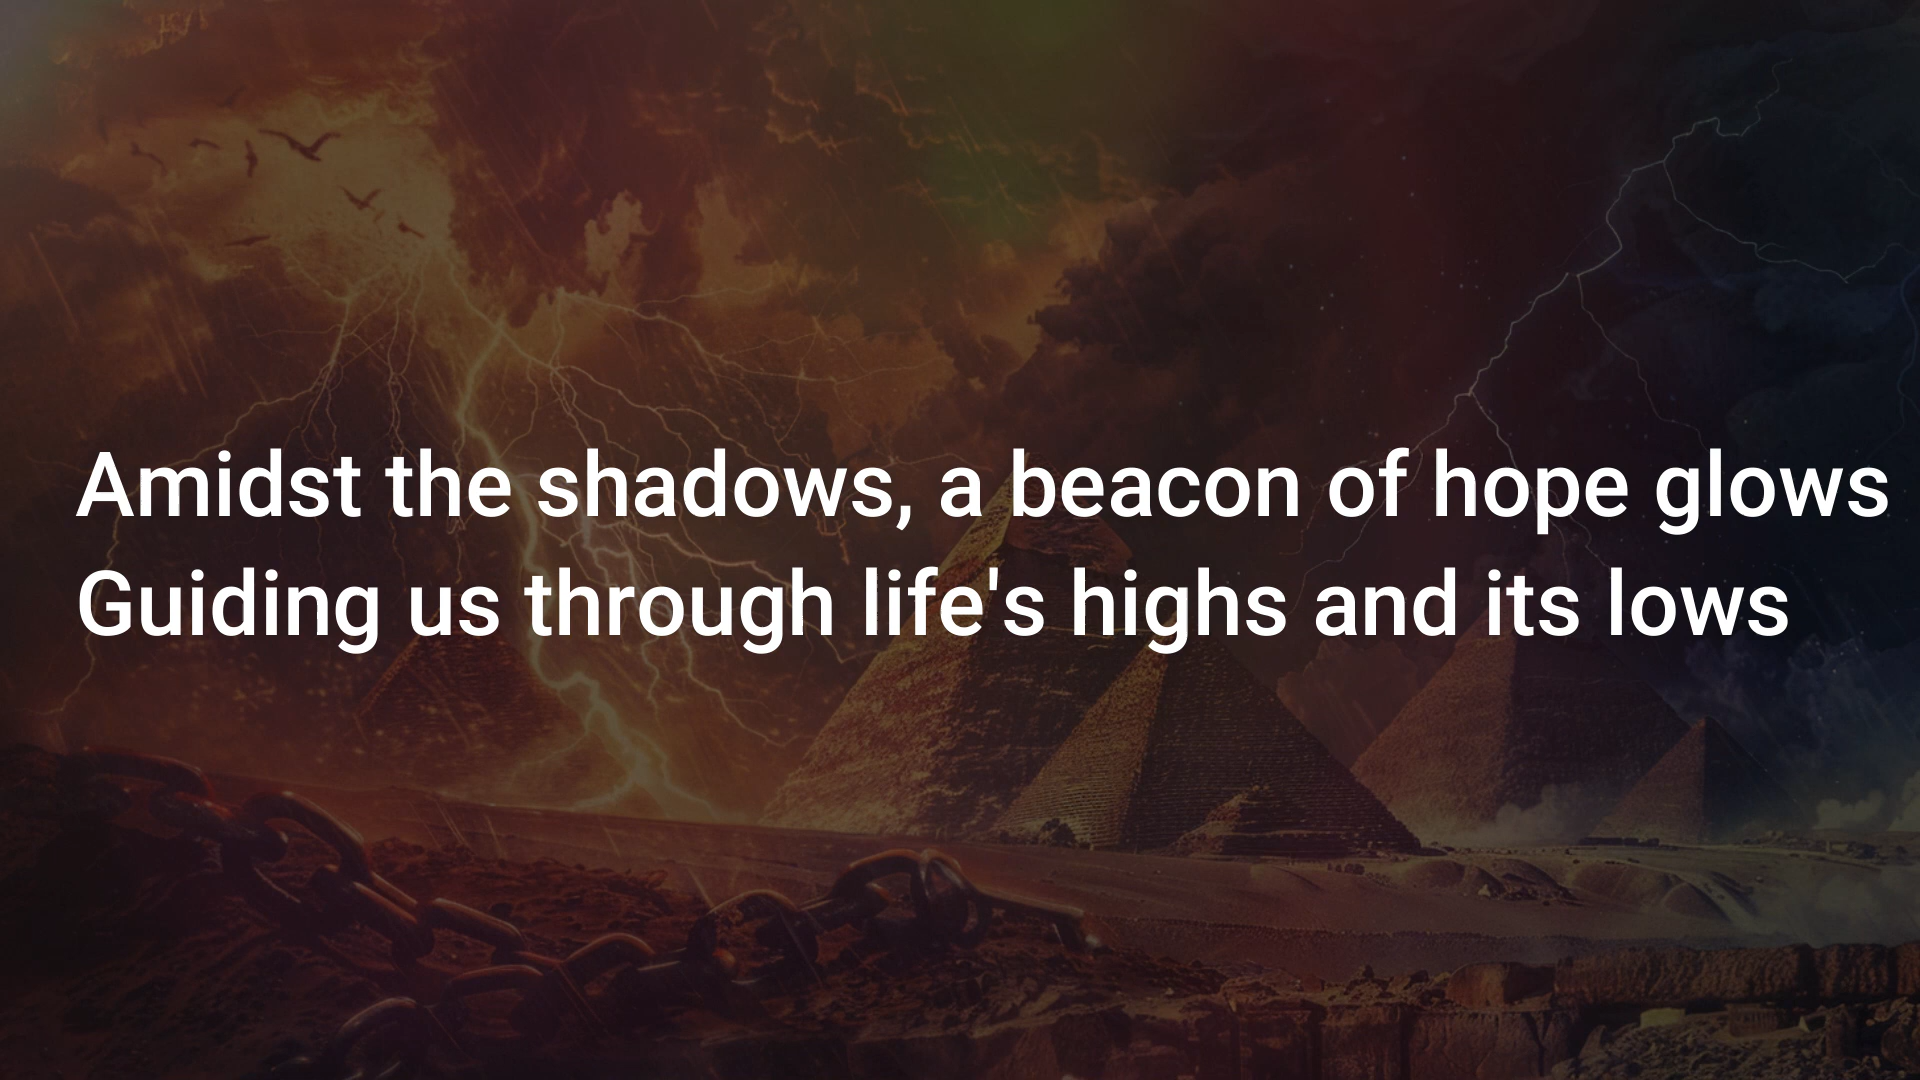 Amidst the shadows, a beacon of hope glows
Guiding us through life's highs and its lows